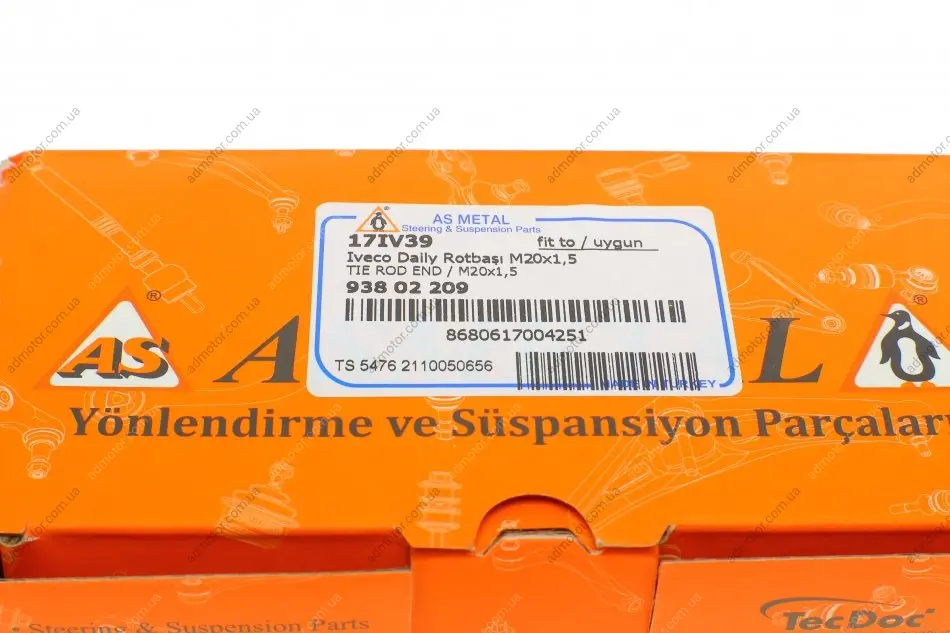 AS METAL
Steering & Suspension Parts
17IV39 fit to / uygun
Iveco Daily Rotbaşı M20x1,5
TIE ROD END / M20x1,5
938 02 209
8680617004251
TS 5476 2110050656
MADE IN TURKEY
AS ® A L ®
Yönlendirme ve Süspansiyon Parçaları
• Steering & Suspension Parts
TecDoc
admotor.com.ua